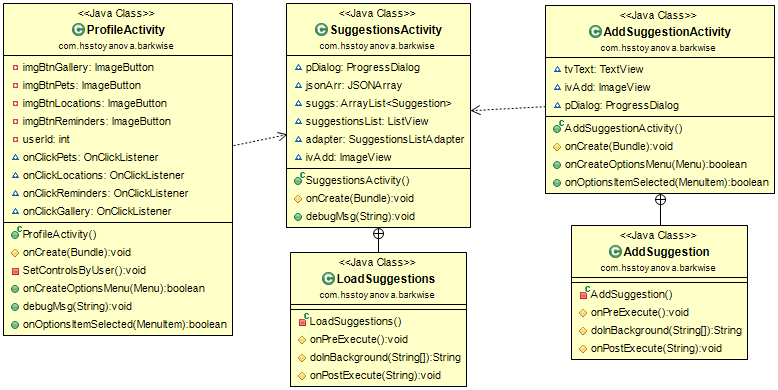 <<Java Class>>
ProfileActivity
com.hsstoyanova.barkwise
imgBtnGallery: ImageButton
imgBtnPets: ImageButton
imgBtnLocations: ImageButton
imgBtnReminders: ImageButton
userId: int
onClickPets: OnClickListener
onClickLocations: OnClickListener
onClickReminders: OnClickListener
onClickGallery: OnClickListener
ProfileActivity()
onCreate(Bundle):void
SetControlsByUser():void
onCreateOptionsMenu(Menu):boolean
debugMsg(String):void
onOptionsItemSelected(MenuItem):boolean
<<Java Class>>
SuggestionsActivity
com.hsstoyanova.barkwise
pDialog: ProgressDialog
jsonArr: JSONArray
suggs: ArrayList<Suggestion>
suggestionsList: ListView
adapter: SuggestionsListAdapter
ivAdd: ImageView
SuggestionsActivity()
onCreate(Bundle):void
debugMsg(String):void
<<Java Class>>
LoadSuggestions
com.hsstoyanova.barkwise
LoadSuggestions()
onPreExecute():void
doInBackground(String[]):String
onPostExecute(String):void
<<Java Class>>
AddSuggestionActivity
com.hsstoyanova.barkwise
tvText: TextView
ivAdd: ImageView
pDialog: ProgressDialog
AddSuggestionActivity()
onCreate(Bundle):void
onCreateOptionsMenu(Menu):boolean
onOptionsItemSelected(MenuItem):boolean
<<Java Class>>
AddSuggestion
com.hsstoyanova.barkwise
AddSuggestion()
onPreExecute():void
doInBackground(String[]):String
onPostExecute(String):void